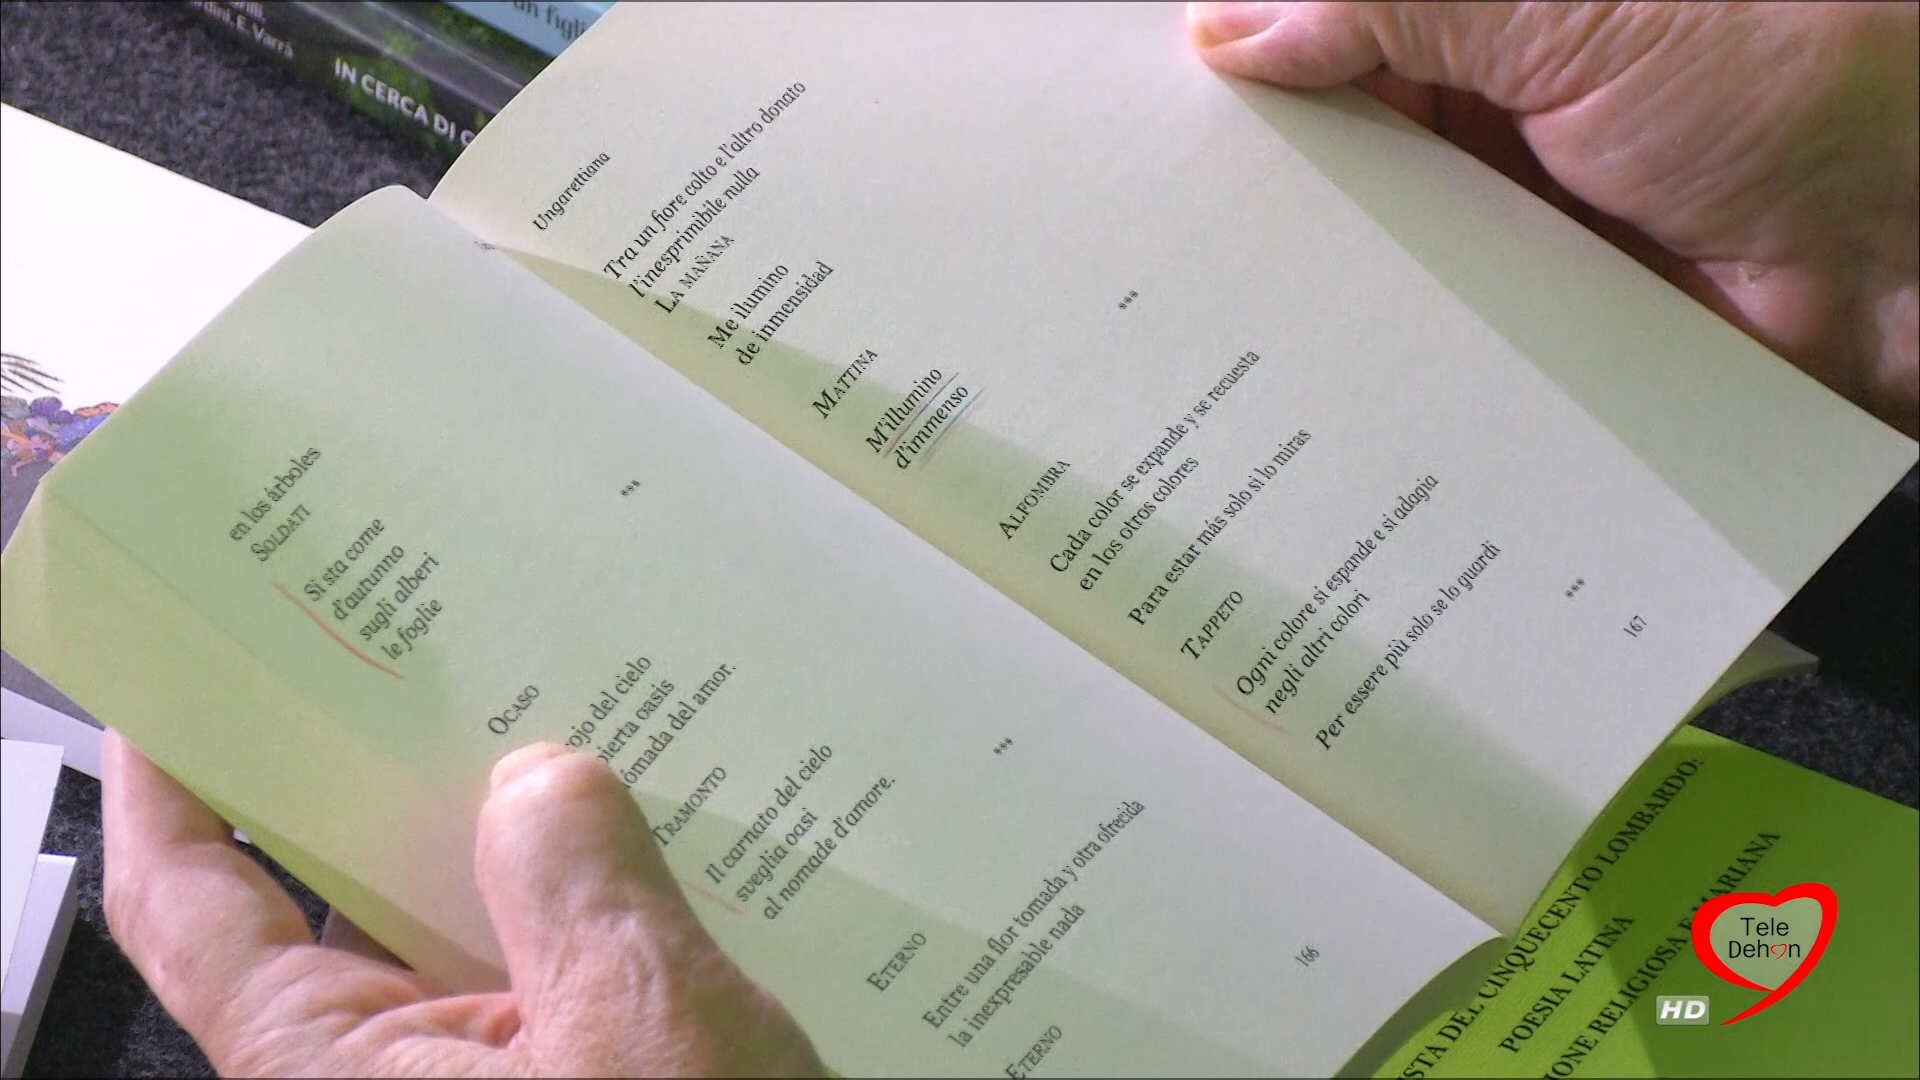 en los árboles
SOLDATI
Si sta come
d'autunno
sugli alberi
le foglie
***
OCASO
del cielo
oasis
del amor.
TRAMONTO
Il carnato del cielo
sveglia oasi
al nomade d'amore.
***
ETERNO
Entre una flor tomada y otra ofrecida
la inexpresable nada
ETERNO
166
Ungarettiana
Tra un fiore colto e l'altro donato
l'inesprimibile nulla
LA MAÑANA
Me ilumino
de inmensidad
MATTINA
M'illumino
d'immenso
***
ALFOMBRA
Cada color se expande y se recuesta
en los otros colores
Para estar más solo si lo miras
TAPPETO
Ogni colore si espande e si adagia
negli altri colori
Per essere più solo se lo guardi
***
167
E. Varrà
IN CERCA DI
un
DEL CINQUECENTO LOMBARDO:
POESIA LATINA
RELIGIOSA E MARIANA
Tele
Dehon
HD